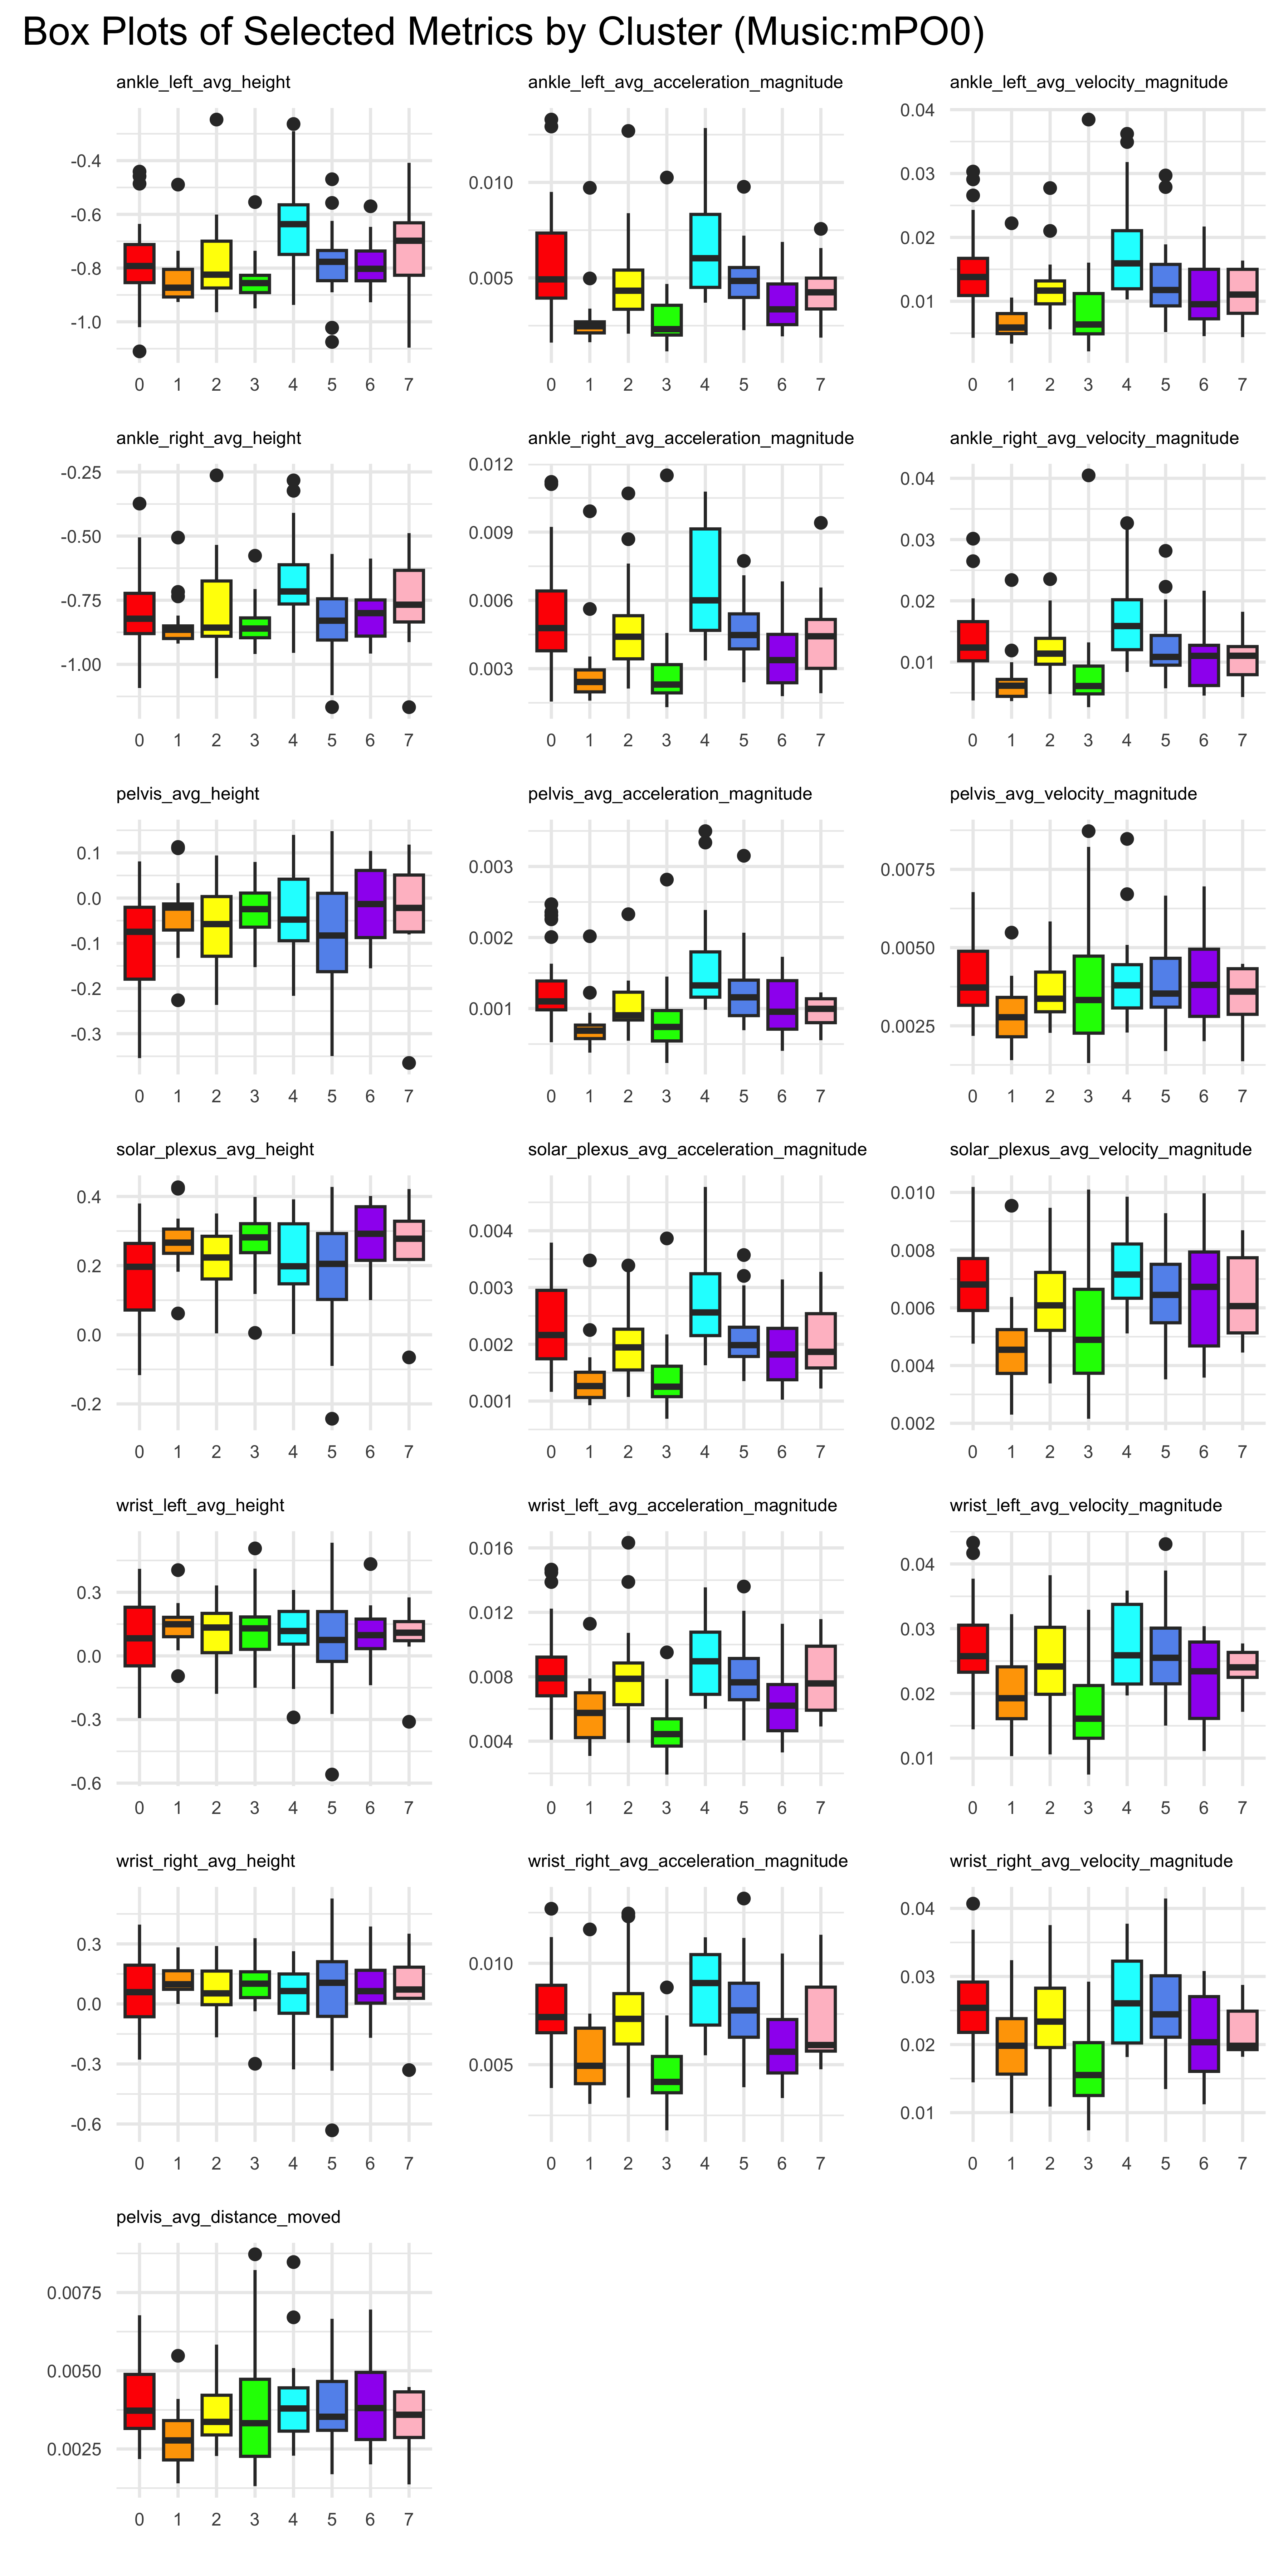 Box Plots of Selected Metrics by Cluster (Music:mPO0)
ankle_left_avg_height ankle_left_avg_acceleration_magnitude ankle_left_avg_velocity_magnitude
-0.4
-0.6
-0.8
-1.0
0 1 2 3 4 5 6 7
0.010
0.005
0 1 2 3 4 5 6 7
0.04
0.03
0.02
0.01
0 1 2 3 4 5 6 7
ankle_right_avg_height ankle_right_avg_acceleration_magnitude ankle_right_avg_velocity_magnitude
-0.25
-0.50
-0.75
-1.00
0 1 2 3 4 5 6 7
0.012
0.009
0.006
0.003
0 1 2 3 4 5 6 7
0.04
0.03
0.02
0.01
0 1 2 3 4 5 6 7
pelvis_avg_height pelvis_avg_acceleration_magnitude pelvis_avg_velocity_magnitude
0.1
0.0
-0.1
-0.2
-0.3
0 1 2 3 4 5 6 7
0.003
0.002
0.001
0 1 2 3 4 5 6 7
0.0075
0.0050
0.0025
0 1 2 3 4 5 6 7
solar_plexus_avg_height solar_plexus_avg_acceleration_magnitude solar_plexus_avg_velocity_magnitude
0.4
0.2
0.0
-0.2
0 1 2 3 4 5 6 7
0.004
0.003
0.002
0.001
0 1 2 3 4 5 6 7
0.010
0.008
0.006
0.004
0.002
0 1 2 3 4 5 6 7
wrist_left_avg_height wrist_left_avg_acceleration_magnitude wrist_left_avg_velocity_magnitude
0.3
0.0
-0.3
-0.6
0 1 2 3 4 5 6 7
0.016
0.012
0.008
0.004
0 1 2 3 4 5 6 7
0.04
0.03
0.02
0.01
0 1 2 3 4 5 6 7
wrist_right_avg_height wrist_right_avg_acceleration_magnitude wrist_right_avg_velocity_magnitude
0.3
0.0
-0.3
-0.6
0 1 2 3 4 5 6 7
0.010
0.005
0 1 2 3 4 5 6 7
0.04
0.03
0.02
0.01
0 1 2 3 4 5 6 7
pelvis_avg_distance_moved
0.0075
0.0050
0.0025
0 1 2 3 4 5 6 7